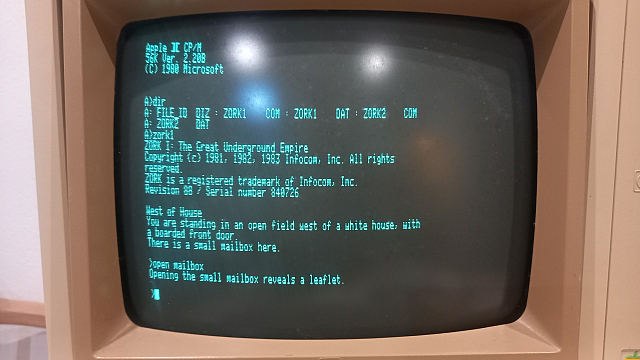 Apple ][ CP/M
56K Ver. 2.20B
(C) 1980 Microsoft
A>dir
A: FILE_ID DIZ : ZORK1 COM : ZORK1 DAT : ZORK2 COM
A: ZORK2 DAT
A>zork1
ZORK I: The Great Underground Empire
Copyright (c) 1981, 1982, 1983 Infocom, Inc. All rights
reserved.
ZORK is a registered trademark of Infocom, Inc.
Revision 88 / Serial number 840726
West of House
You are standing in an open field west of a white house, with
a boarded front door.
There is a small mailbox here.
>open mailbox
Opening the small mailbox reveals a leaflet.
>